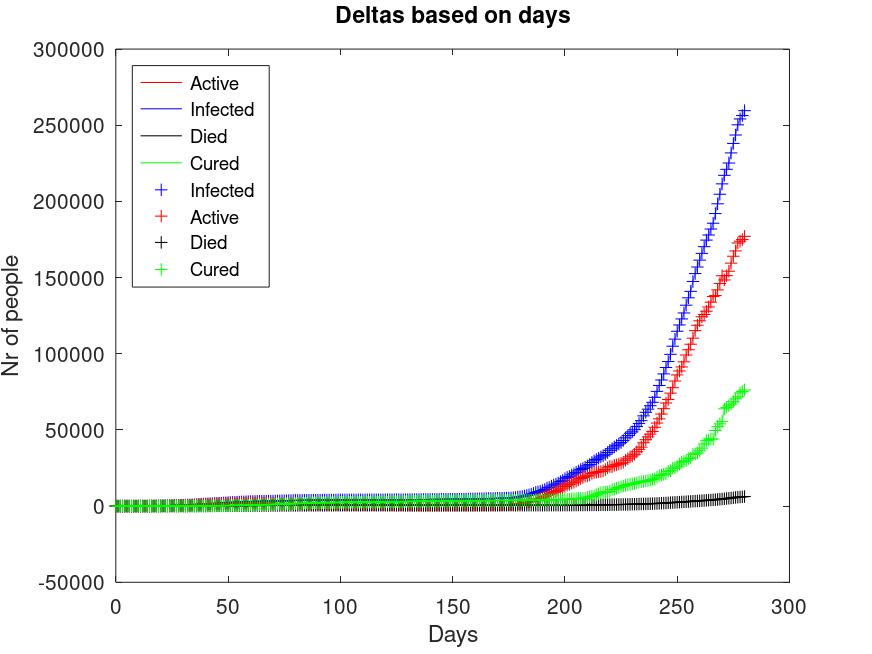 Deltas based on days
300000
250000
200000
150000
100000
50000
0
-50000
Nr of people
Active
Infected
Died
Cured
Infected
Active
Died
Cured
0 50 100 150 200 250 300
Days